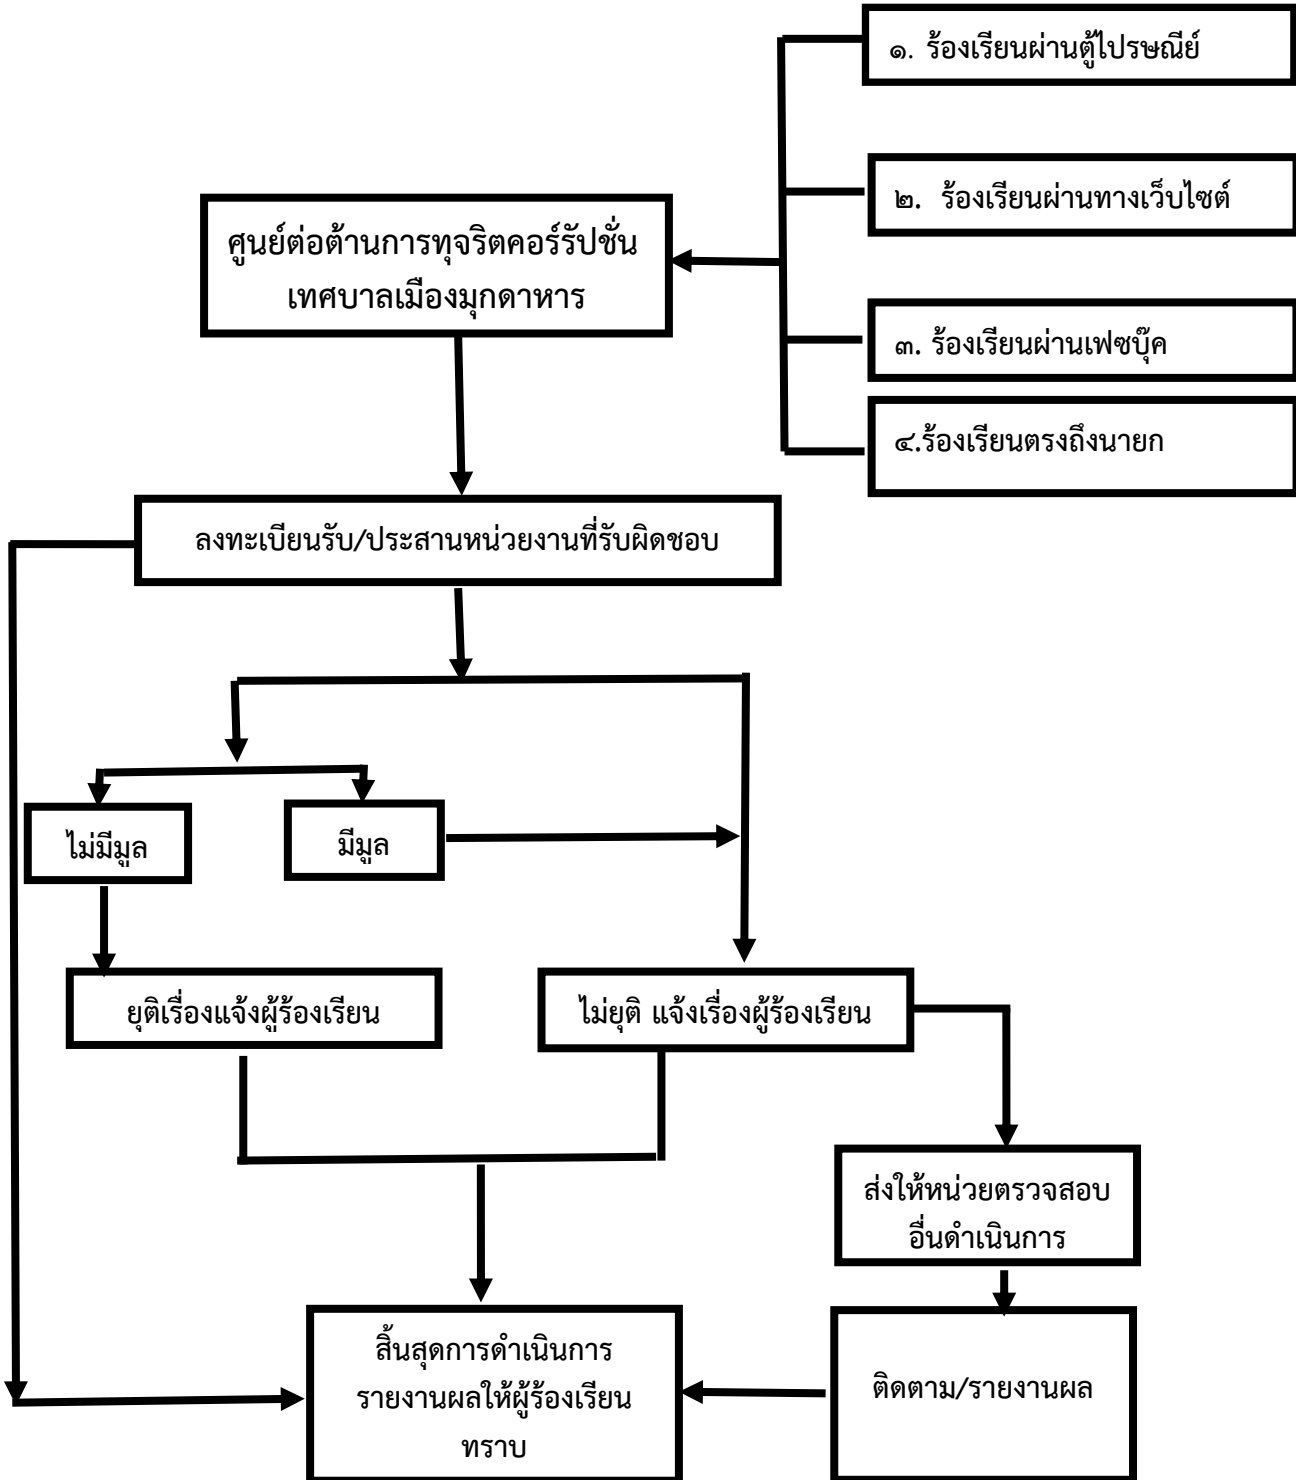 ๑. ร้องเรียนผ่านตู้ไปรษณีย์
๒. ร้องเรียนผ่านทางเว็บไซต์
ศูนย์ต่อต้านการทุจริตคอร์รัปชั่น
เทศบาลเมืองมุกดาหาร
๓. ร้องเรียนผ่านเฟซบุ๊ค
๔.ร้องเรียนตรงถึงนายก
ลงทะเบียนรับ/ประสานหน่วยงานที่รับผิดชอบ
ไม่มีมูล
มีมูล
ยุติเรื่องแจ้งผู้ร้องเรียน
ไม่ยุติ แจ้งเรื่องผู้ร้องเรียน
ส่งให้หน่วยตรวจสอบ
อื่นดำเนินการ
สิ้นสุดการดำเนินการ
รายงานผลให้ผู้ร้องเรียน
ทราบ
ติดตาม/รายงานผล